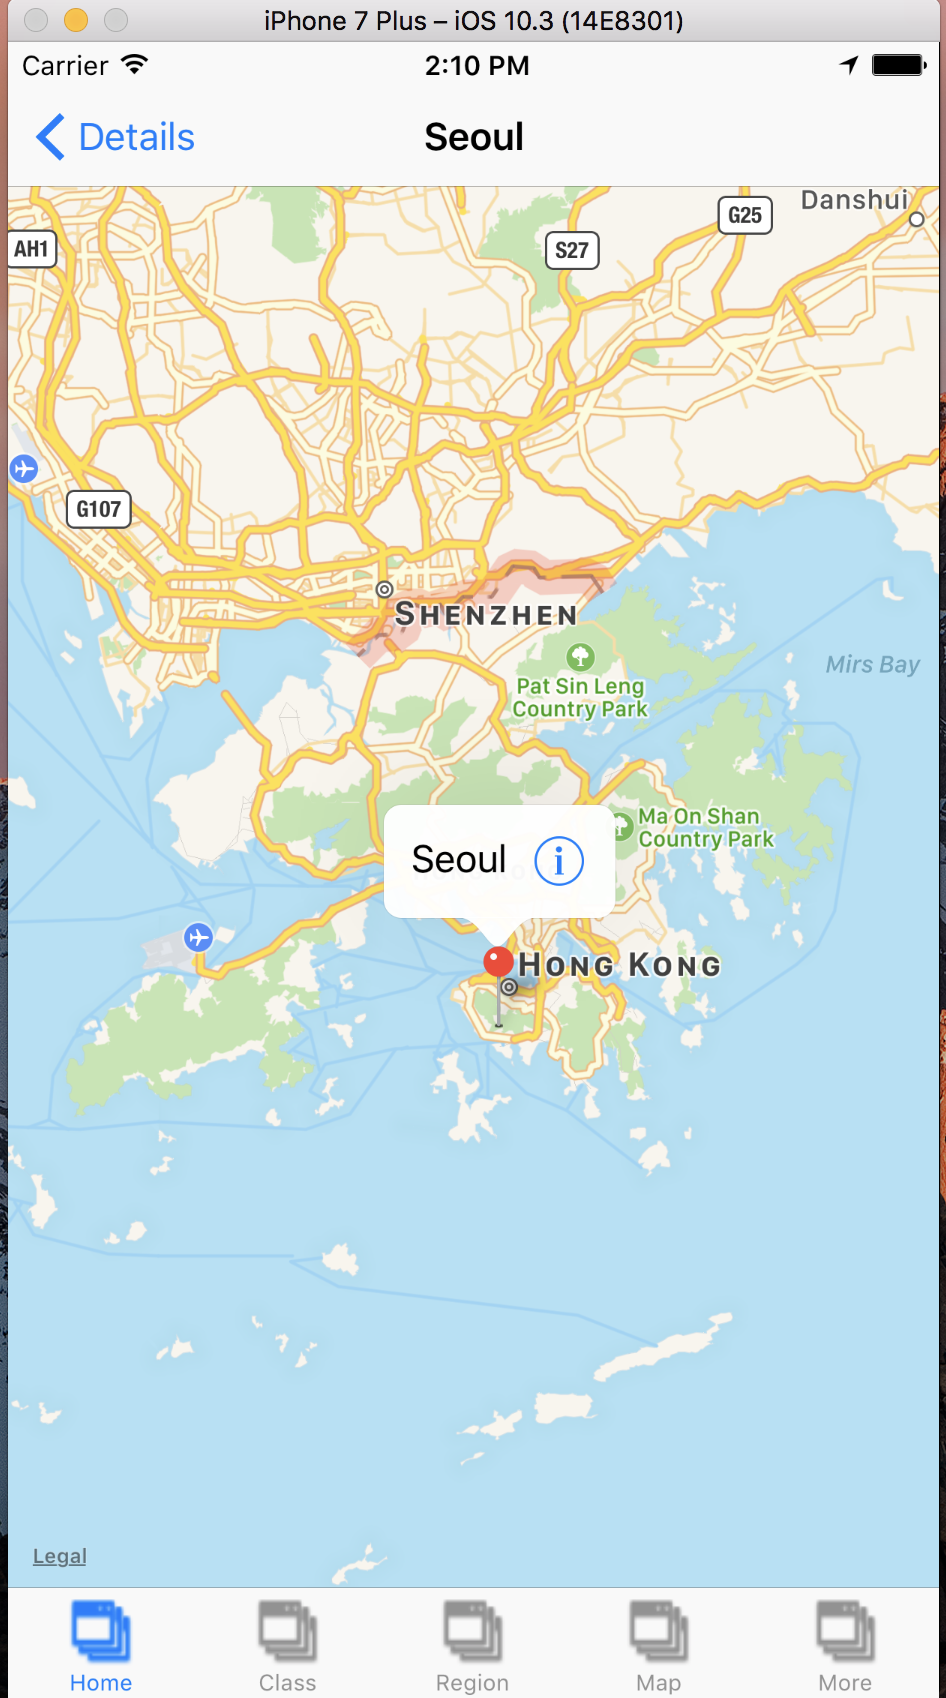 iPhone 7 Plus – iOS 10.3 (14E8301)
Carrier 2:10 PM
Details Seoul
Danshui
G25
AH1
S27
G107
SHENZHEN
Mirs Bay
Pat Sin Leng
Country Park
Ma On Shan
Country Park
Seoul
HONG KONG
Legal
Home Class Region Map More